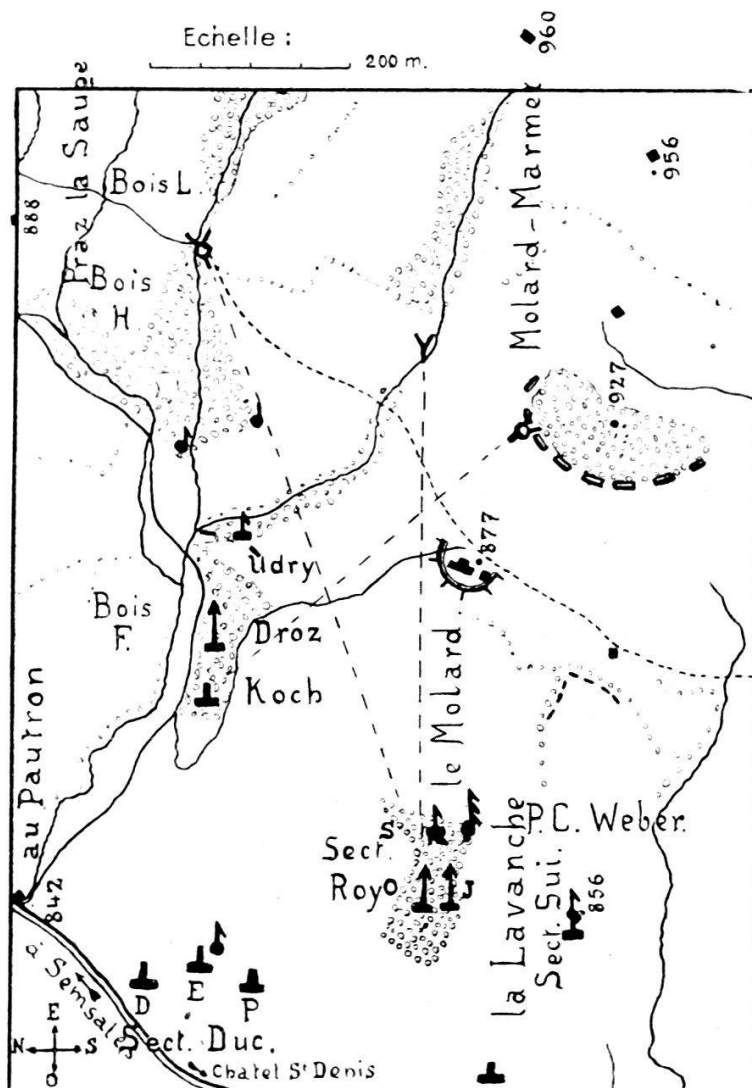 Echelle :
200 m.
960
956
888
Praz la Saupe
Bois L.
Bois
H
Molard-Marmet
927
877
Udry
Droz
Koch
Bois
F.
le Molard
au Pautron
842
S
Sect.
Roy
O
J
P.C. Weber.
la Lavanche
Sect. Sui.
856
D
E
P
Sect. Duc.
à Semsales
Chatel St Denis
E
N
S
O